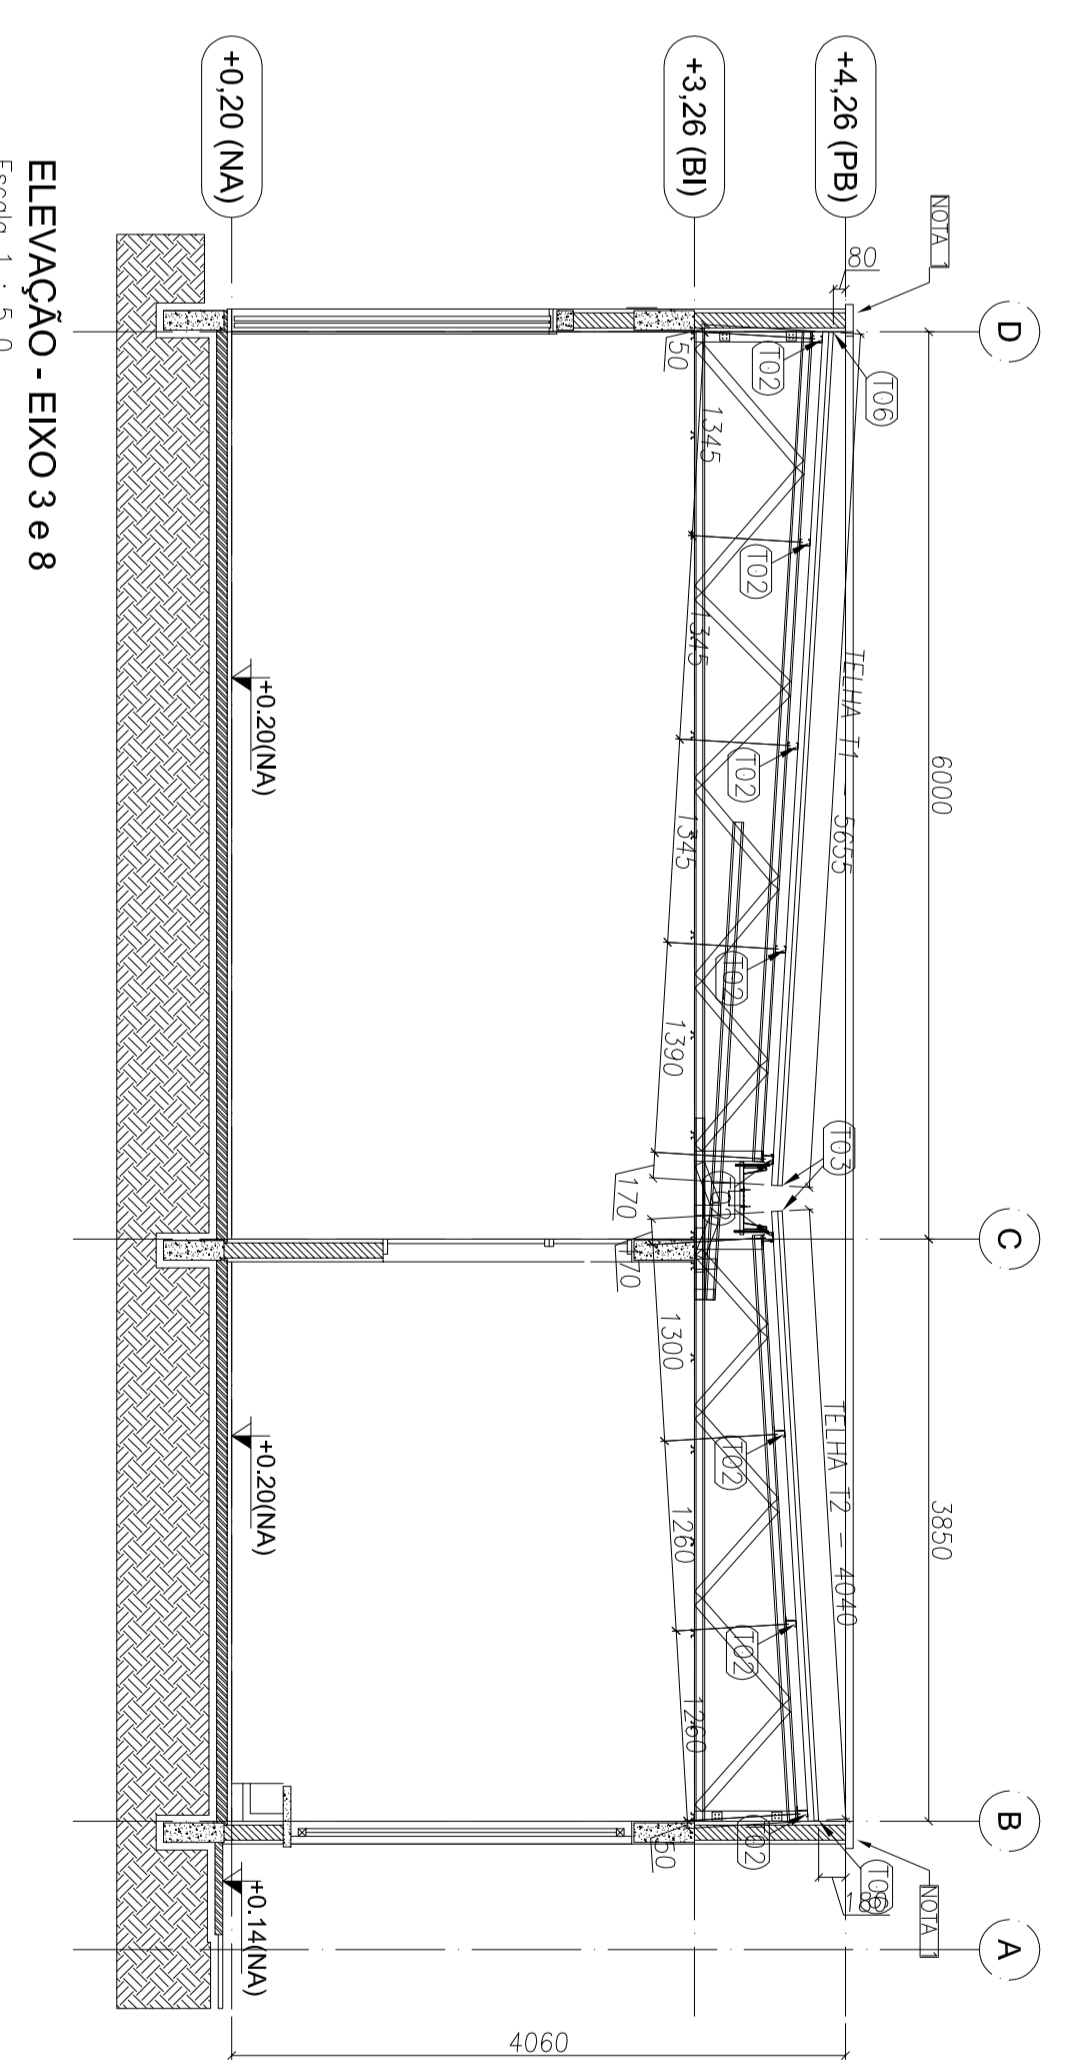 D
C
B
A
6000
3850
NOTA 1
NOTA 1
+4,26 (PB)
80
T06
TELHA T1 - 5655
T03
TELHA T2 - 4040
T06
T02
T02
T02
T02
T02
T02
T02
+3,26 (BI)
50
1345
1345
1345
1390
170
170
1300
1260
1260
50
4060
+0.20(NA)
+0.20(NA)
+0.14(NA)
+0,20 (NA)
ELEVAÇÃO - EIXO 3 e 8
Escala 1 : 50